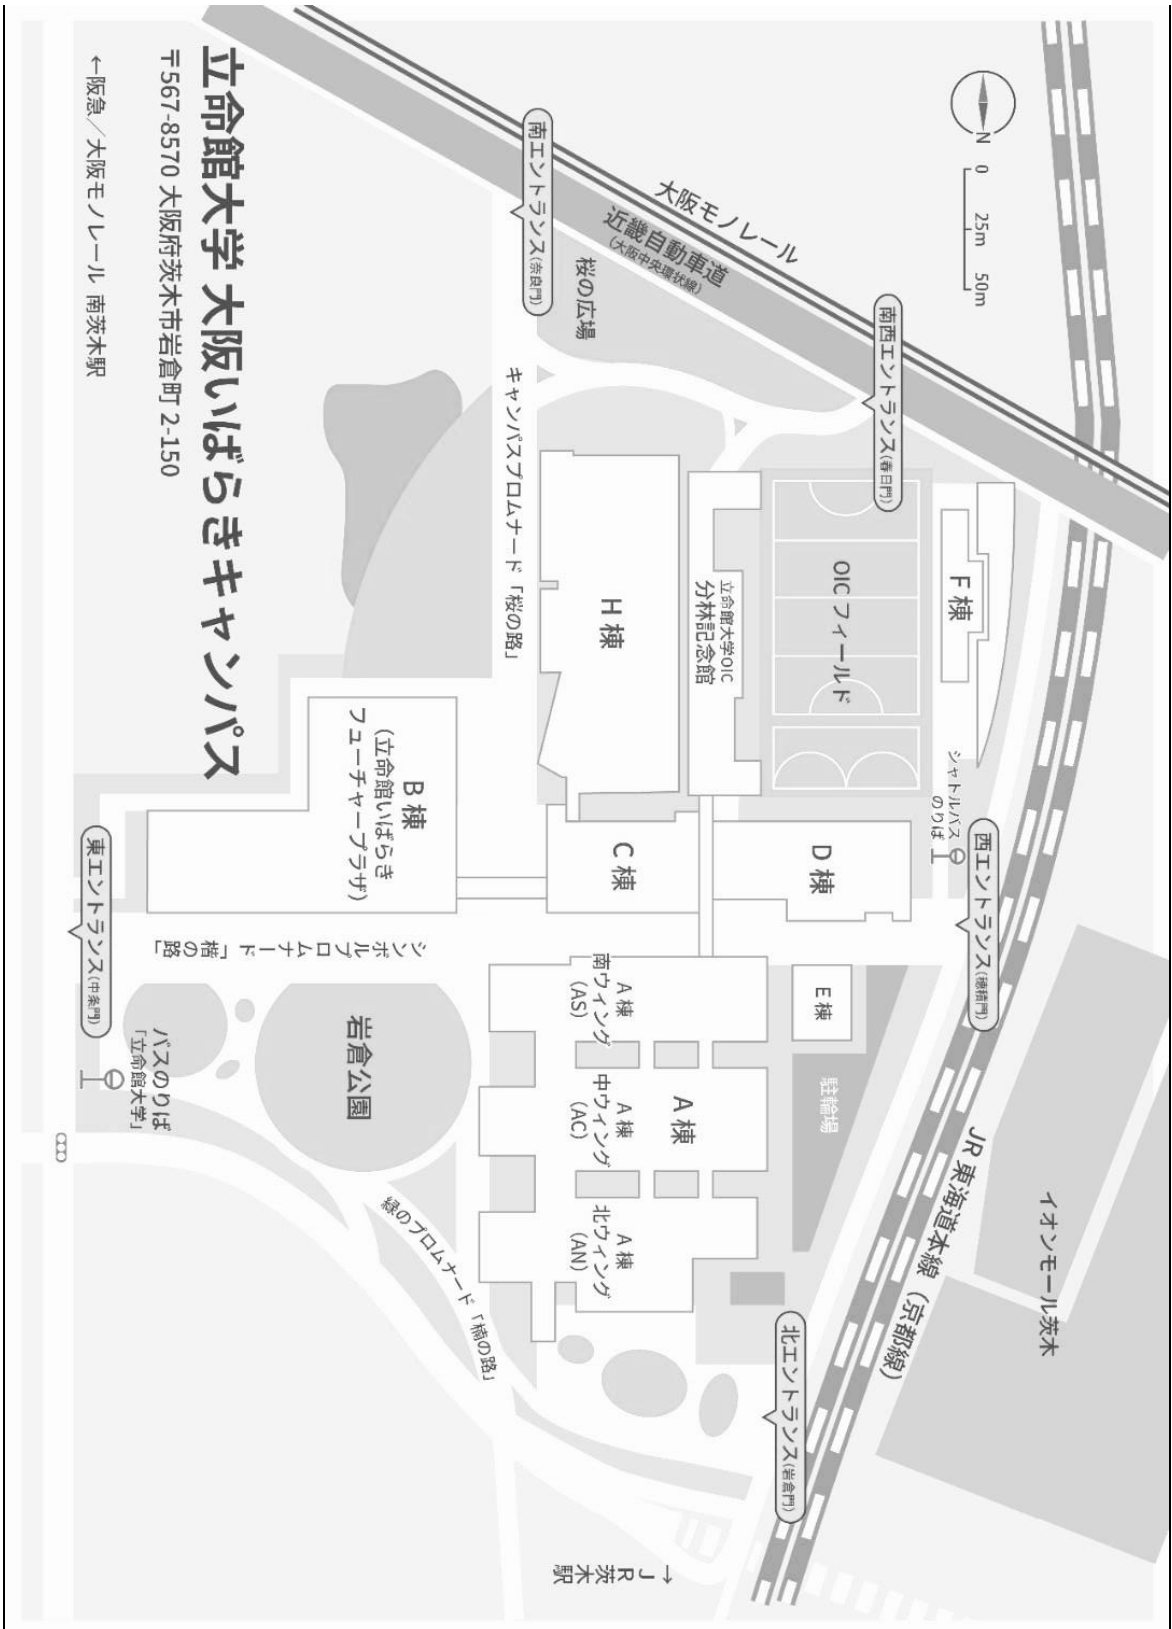 立命館大学 大阪いばらきキャンパス
〒567-8570 大阪府茨木市岩倉町 2-150
←阪急／大阪モノレール 南茨木駅
N
0 25m 50m
大阪モノレール
近畿自動車道
(大阪中央環状線)
南エントランス(奈良門)
桜の広場
南西エントランス(春日門)
キャンパスプロムナード「桜の路」
H 棟
立命館大学OIC
分林記念館
OIC フィールド
F 棟
シャトルバス
のりば
西エントランス(穂積門)
B 棟
(立命館いばらき
フューチャープラザ)
C 棟
D 棟
東エントランス(中条門)
シンボルプロムナード「楷の路」
A 棟
南ウィング
(AS)
E 棟
バスのりば
「立命館大学」
岩倉公園
A 棟
中ウィング
(AC)
A 棟
駐輪場
A 棟
北ウィング
(AN)
緑のプロムナード「楠の路」
JR 東海道本線（京都線）
イオンモール茨木
北エントランス(岩倉門)
→JR茨木駅